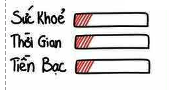 Sức Khoẻ
Thời Gian
Tiền Bạc